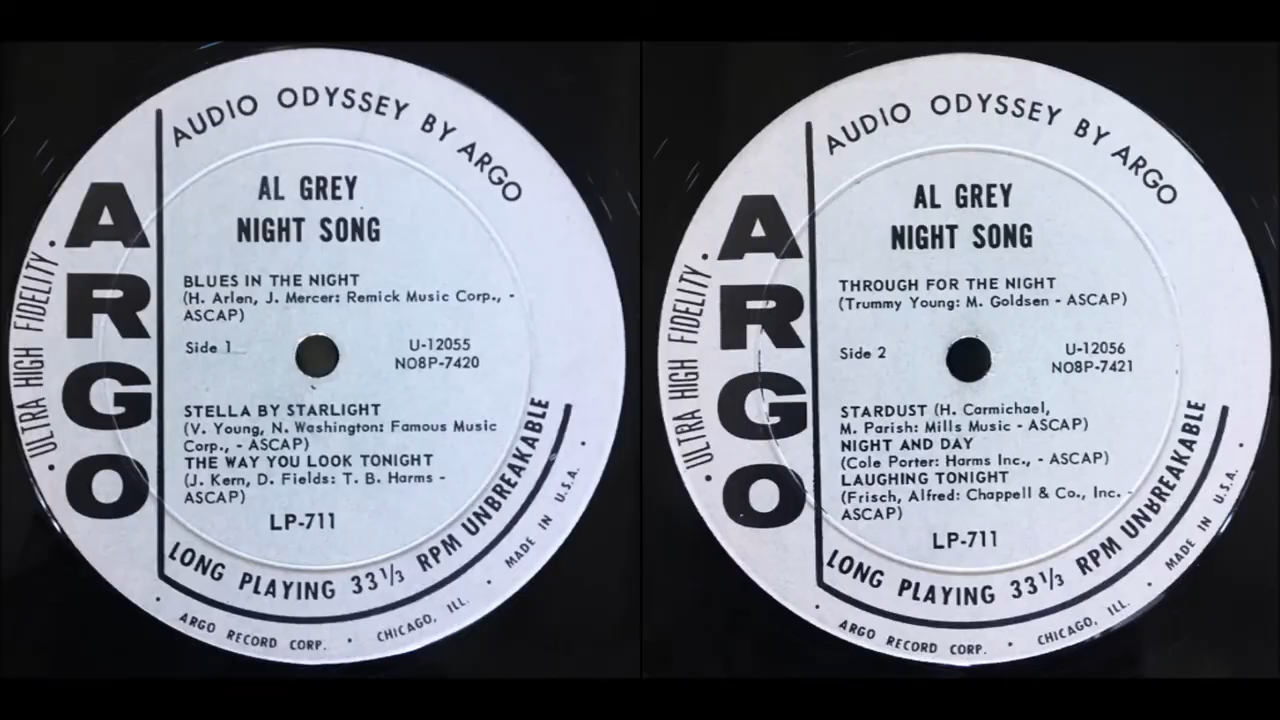 AUDIO ODYSSEY BY ARGO
ARGO
· ULTRA HIGH FIDELITY ·
AL GREY
NIGHT SONG
BLUES IN THE NIGHT
(H. Arlen, J. Mercer: Remick Music Corp., -
ASCAP)
Side 1
U-12055
NO8P-7420
STELLA BY STARLIGHT
(V. Young, N. Washington: Famous Music
Corp., - ASCAP)
THE WAY YOU LOOK TONIGHT
(J. Kern, D. Fields: T. B. Harms -
ASCAP)
LP-711
LONG PLAYING 33⅓ RPM UNBREAKABLE
· ARGO RECORD CORP. · CHICAGO, ILL. · MADE IN U.S.A. ·
AUDIO ODYSSEY BY ARGO
ARGO
· ULTRA HIGH FIDELITY ·
AL GREY
NIGHT SONG
THROUGH FOR THE NIGHT
(Trummy Young: M. Goldsen - ASCAP)
Side 2
U-12056
NO8P-7421
STARDUST (H. Carmichael,
M. Parish: Mills Music - ASCAP)
NIGHT AND DAY
(Cole Porter: Harms Inc., - ASCAP)
LAUGHING TONIGHT
(Frisch, Alfred: Chappell & Co., Inc. -
ASCAP)
LP-711
LONG PLAYING 33⅓ RPM UNBREAKABLE
· ARGO RECORD CORP. · CHICAGO, ILL. · MADE IN U.S.A. ·